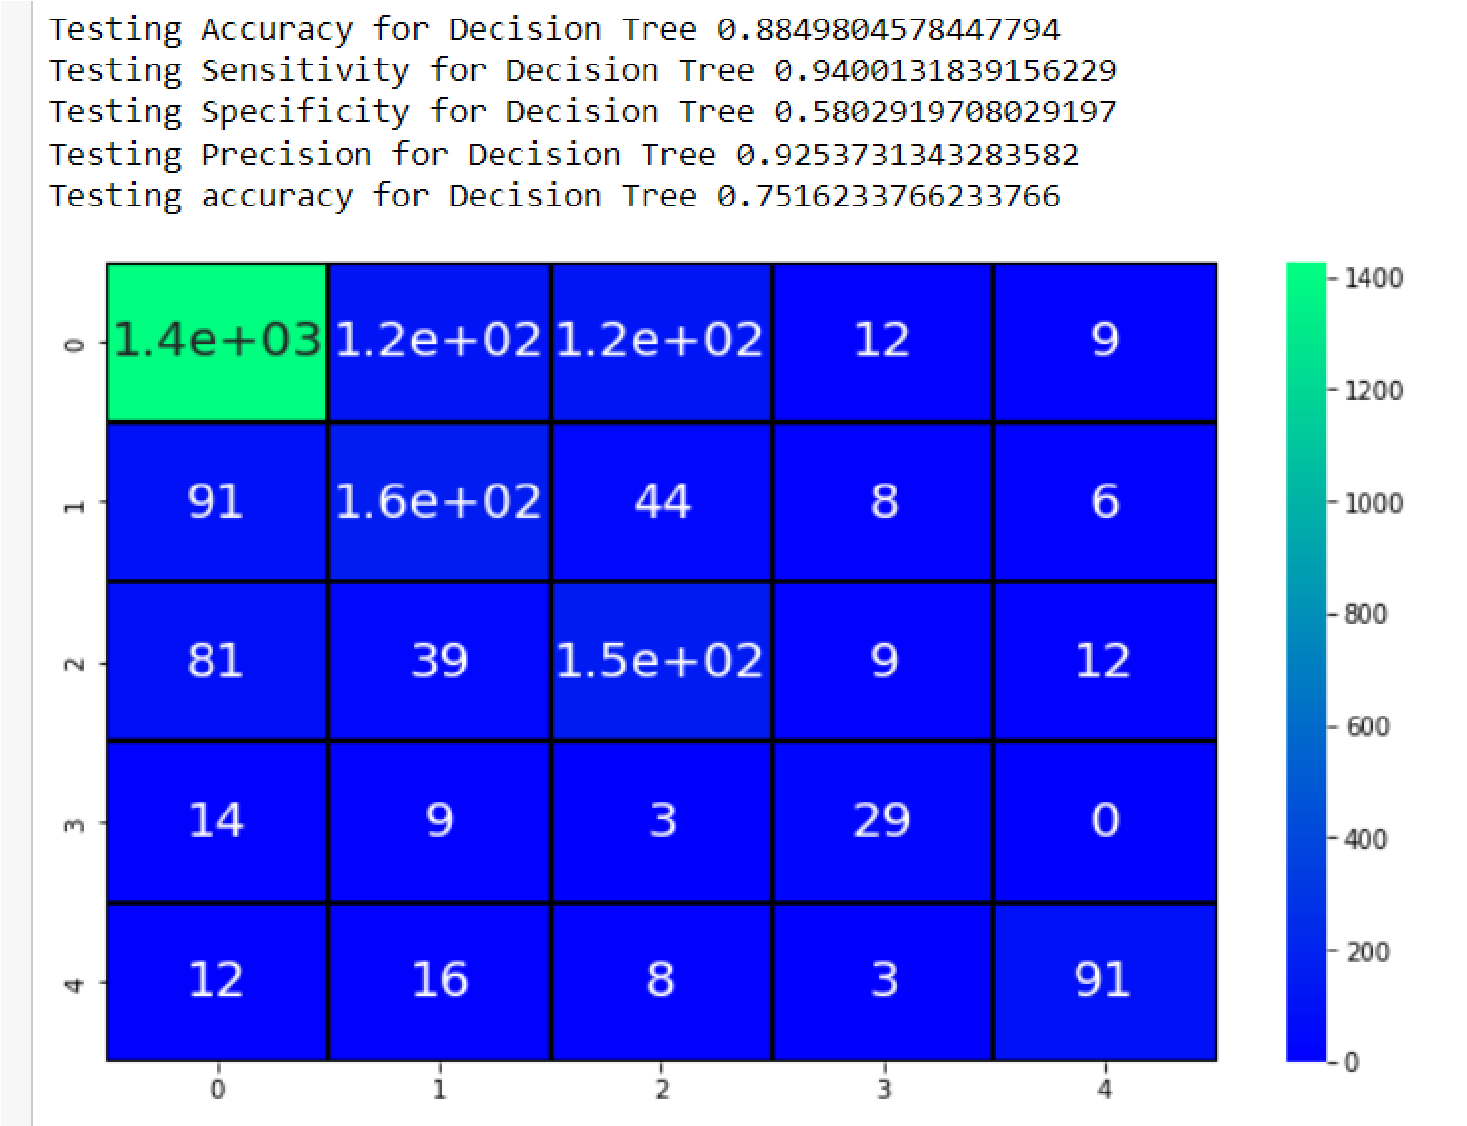 Testing Accuracy for Decision Tree 0.8849804578447794
Testing Sensitivity for Decision Tree 0.9400131839156229
Testing Specificity for Decision Tree 0.5802919708029197
Testing Precision for Decision Tree 0.9253731343283582
Testing accuracy for Decision Tree 0.7516233766233766
0 1.4e+03 1.2e+02 1.2e+02 12 9
1 91 1.6e+02 44 8 6
2 81 39 1.5e+02 9 12
3 14 9 3 29 0
4 12 16 8 3 91
0 1 2 3 4
1400
1200
1000
800
600
400
200
0